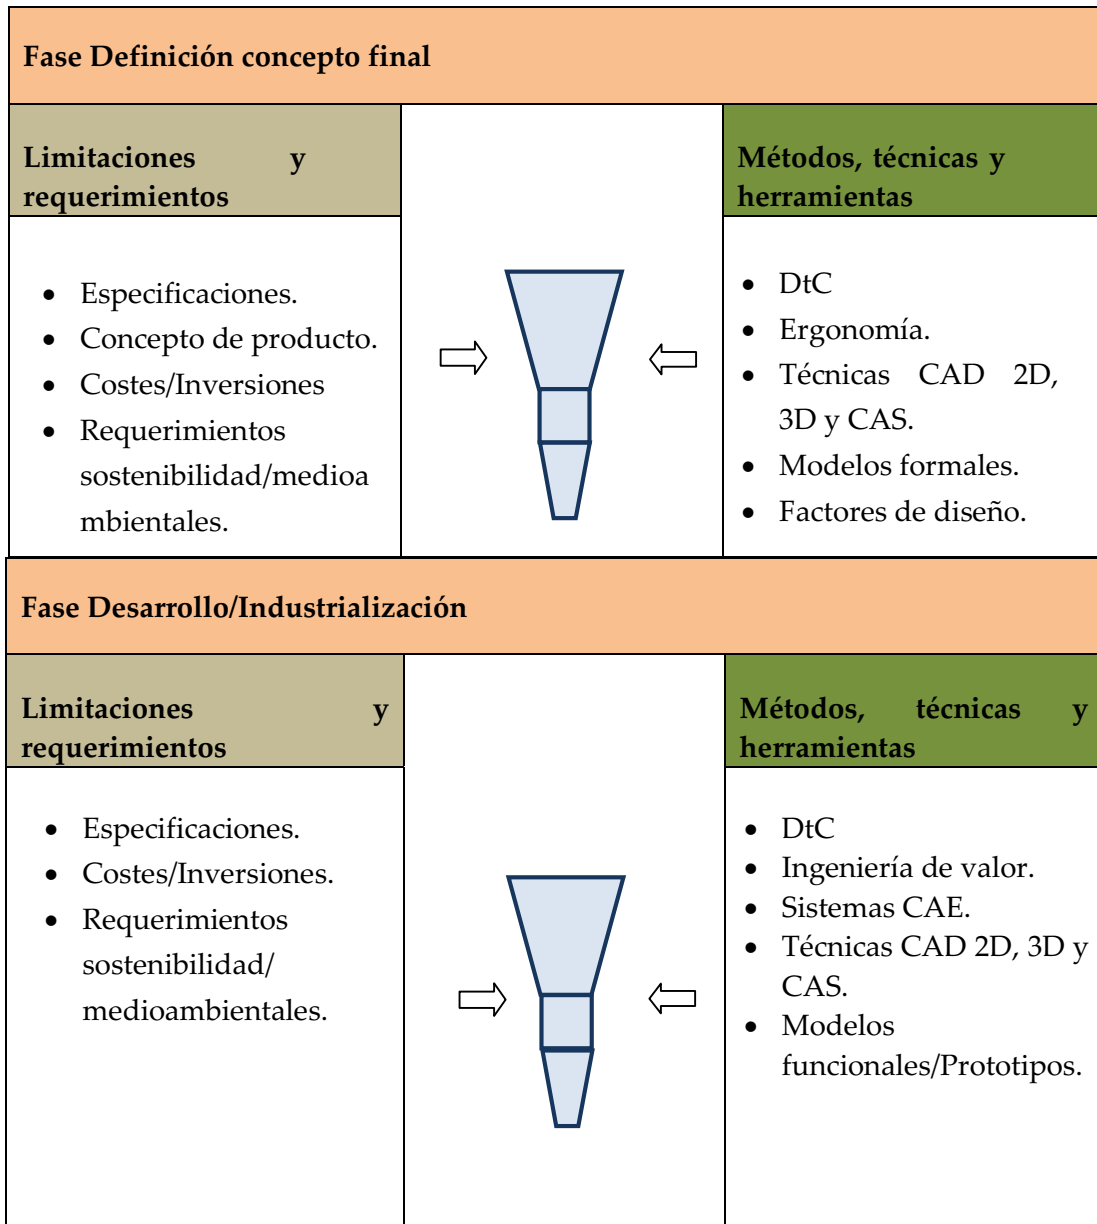 Fase Definición concepto final
Limitaciones y
requerimientos
Métodos, técnicas y
herramientas
• Especificaciones.
• Concepto de producto.
• Costes/Inversiones
• Requerimientos
sostenibilidad/medioa
mbientales.
• DtC
• Ergonomía.
• Técnicas CAD 2D,
3D y CAS.
• Modelos formales.
• Factores de diseño.
Fase Desarrollo/Industrialización
Limitaciones y
requerimientos
Métodos, técnicas y
herramientas
• Especificaciones.
• Costes/Inversiones.
• Requerimientos
sostenibilidad/
medioambientales.
• DtC
• Ingeniería de valor.
• Sistemas CAE.
• Técnicas CAD 2D, 3D y
CAS.
• Modelos
funcionales/Prototipos.